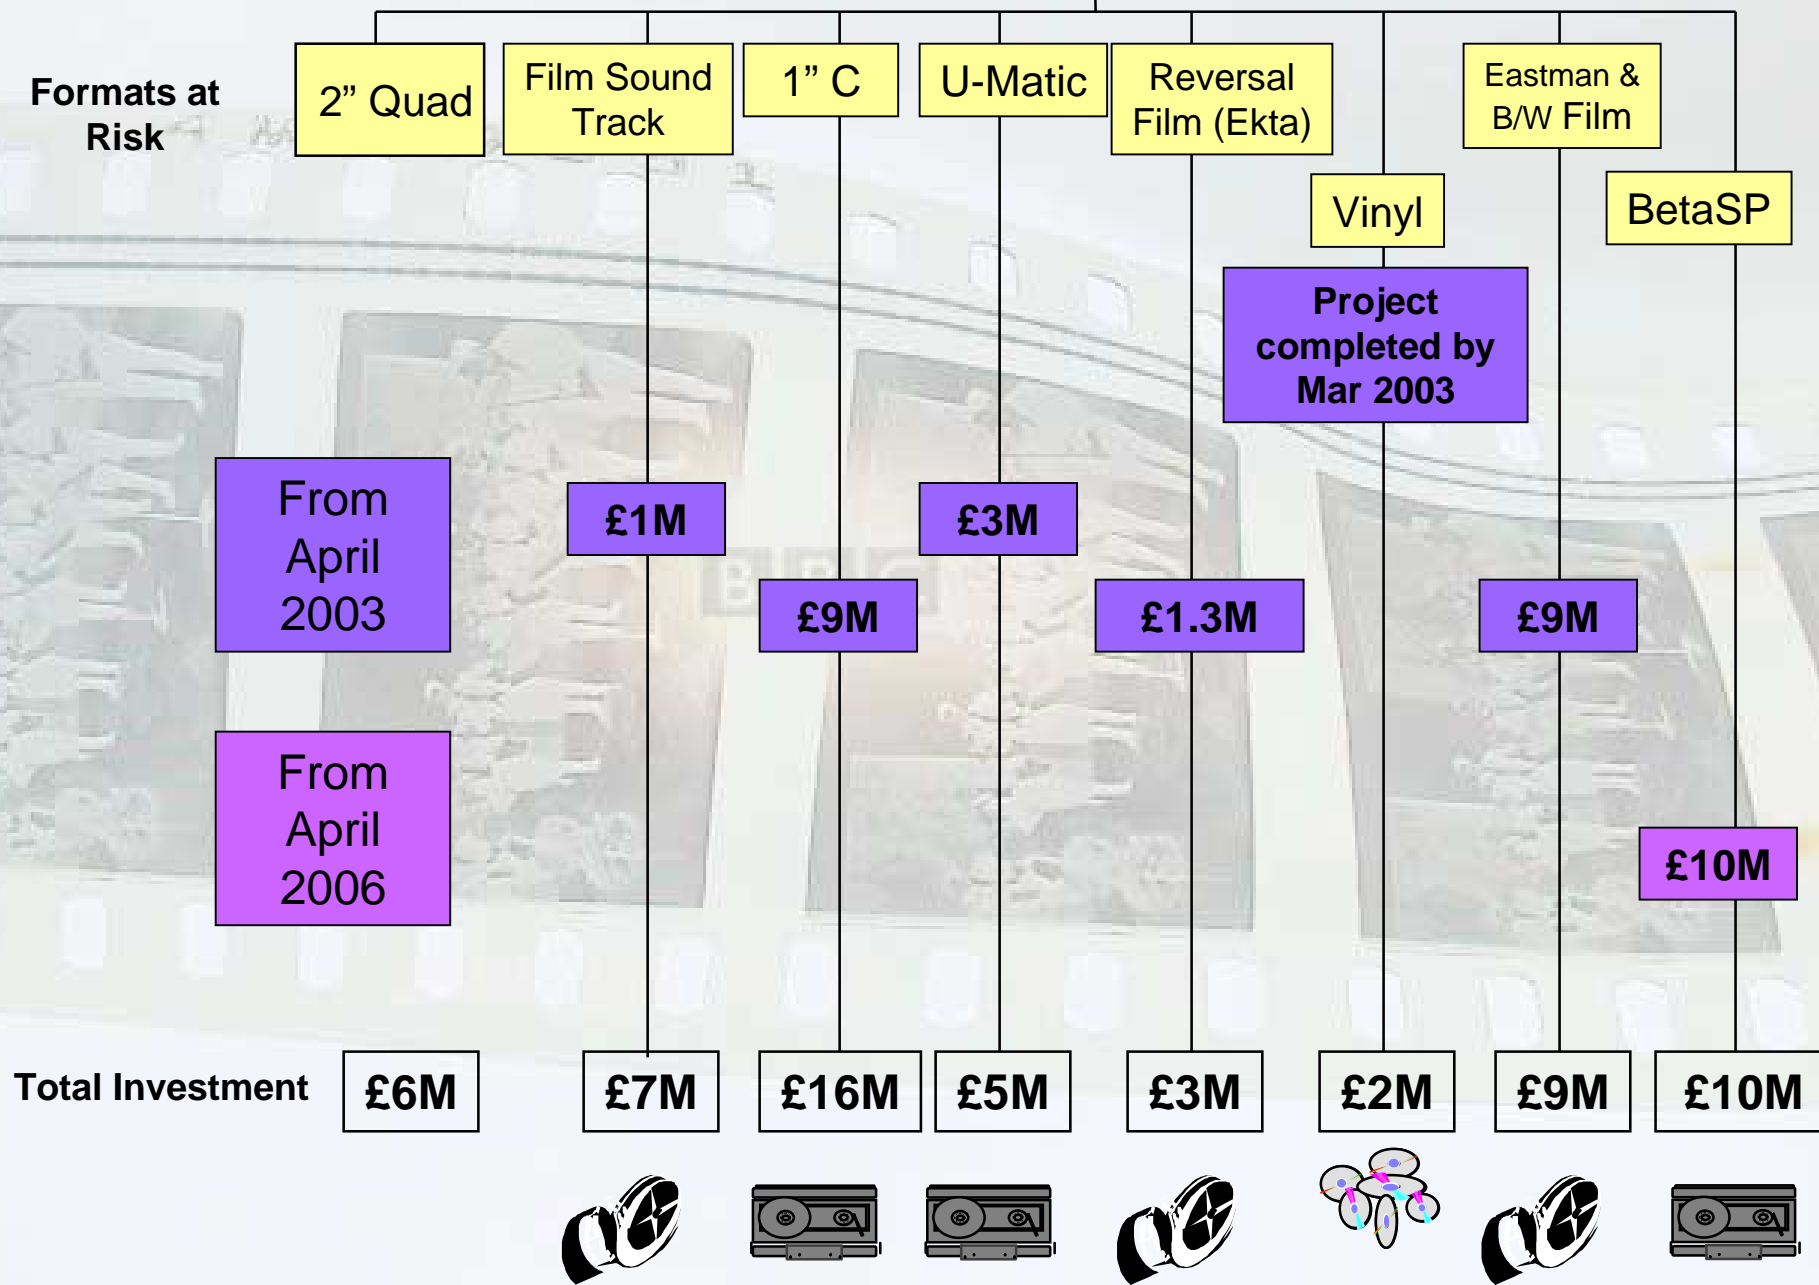 Formats at
Risk
2” Quad
Film Sound
Track
1” C
U-Matic
Reversal
Film (Ekta)
Eastman &
B/W Film
Vinyl
BetaSP
Project
completed by
Mar 2003
From
April
2003
£1M
£3M
£9M
£1.3M
£9M
BBC
From
April
2006
£10M
Total Investment
£6M
£7M
£16M
£5M
£3M
£2M
£9M
£10M